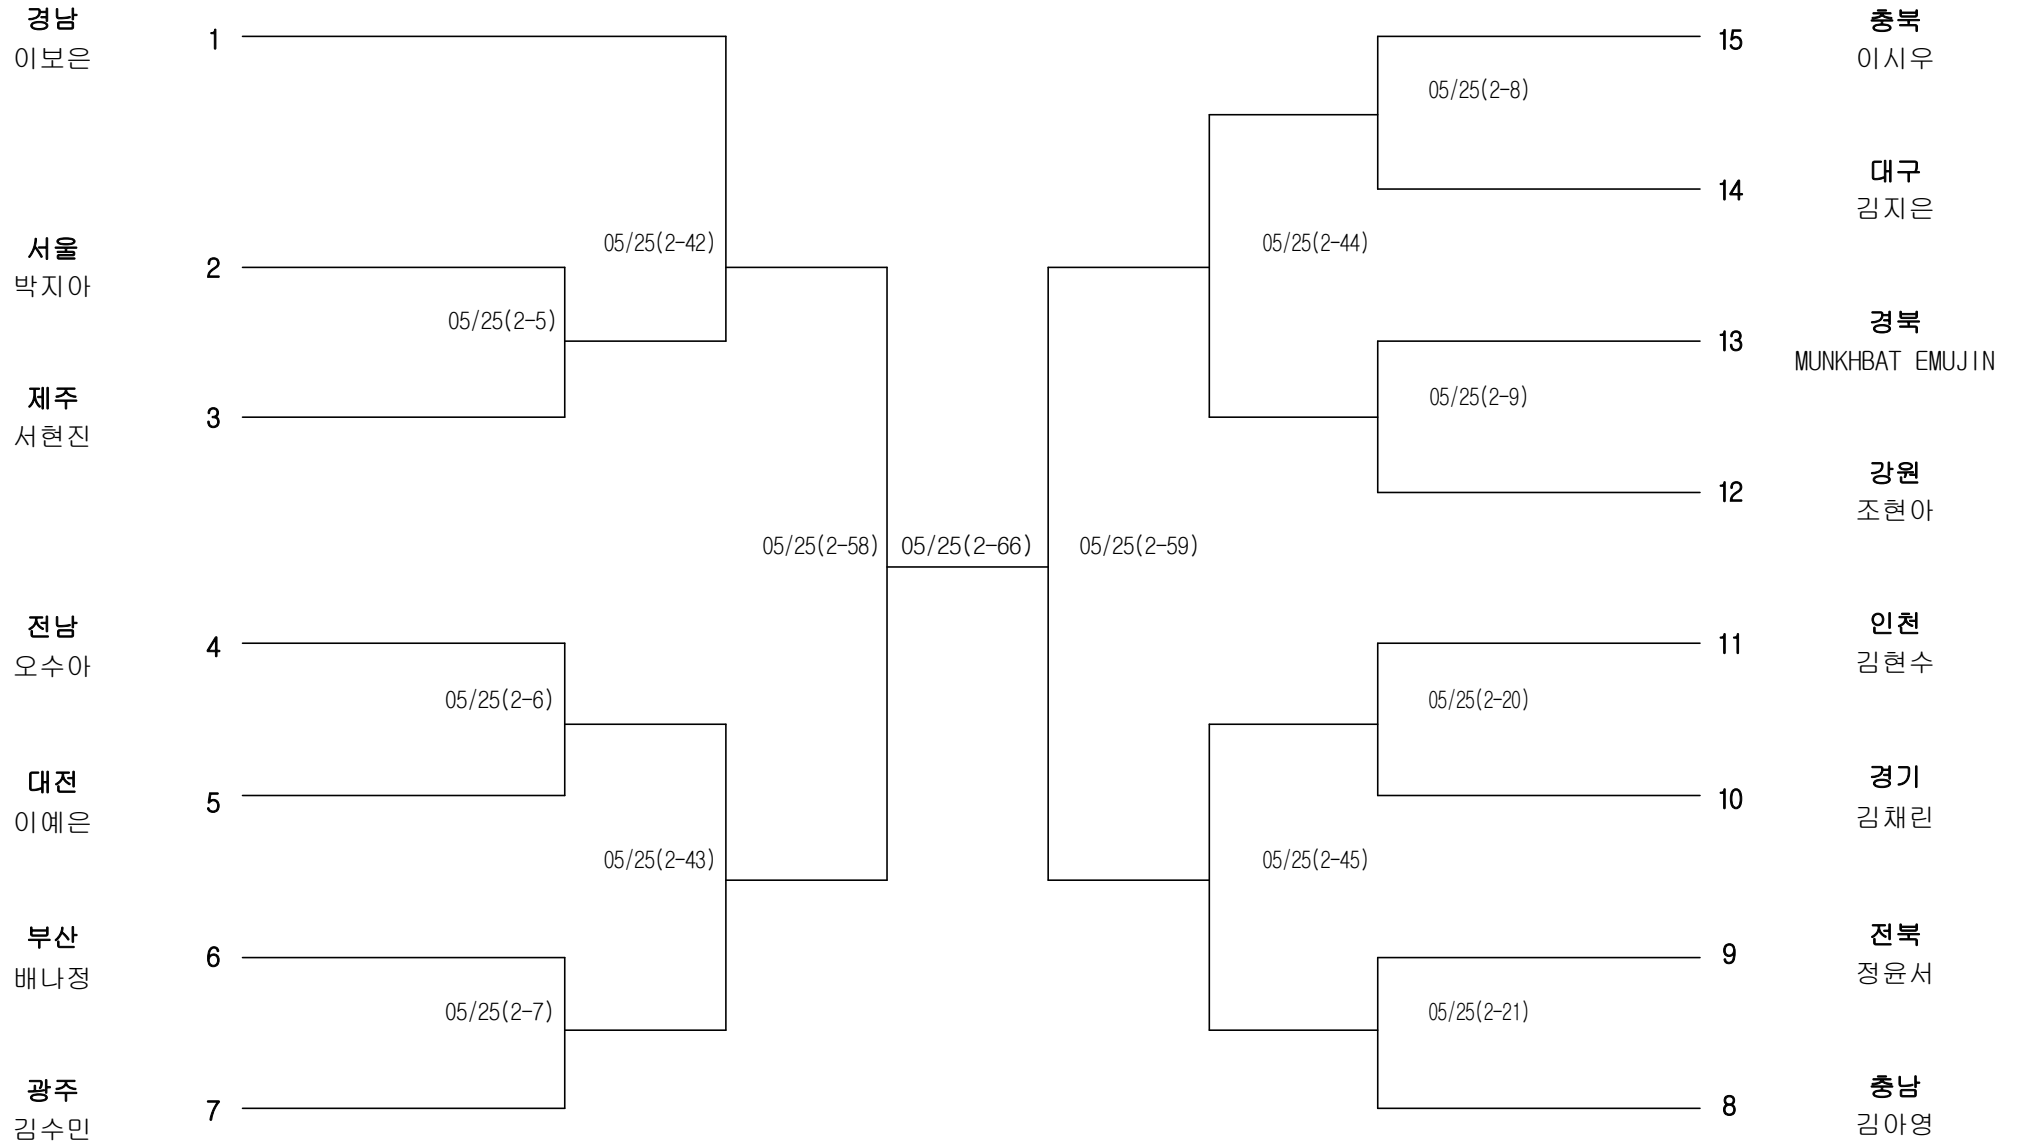 경남
이보은
1
서울
박지아
2
제주
서현진
3
전남
오수아
4
대전
이예은
5
부산
배나정
6
광주
김수민
7
05/25(2-5)
05/25(2-6)
05/25(2-7)
05/25(2-42)
05/25(2-43)
05/25(2-58)
05/25(2-66)
05/25(2-59)
05/25(2-44)
05/25(2-45)
05/25(2-8)
05/25(2-9)
05/25(2-20)
05/25(2-21)
15
충북
이시우
14
대구
김지은
13
경북
MUNKHBAT EMUJIN
12
강원
조현아
11
인천
김현수
10
경기
김채린
9
전북
정윤서
8
충남
김아영